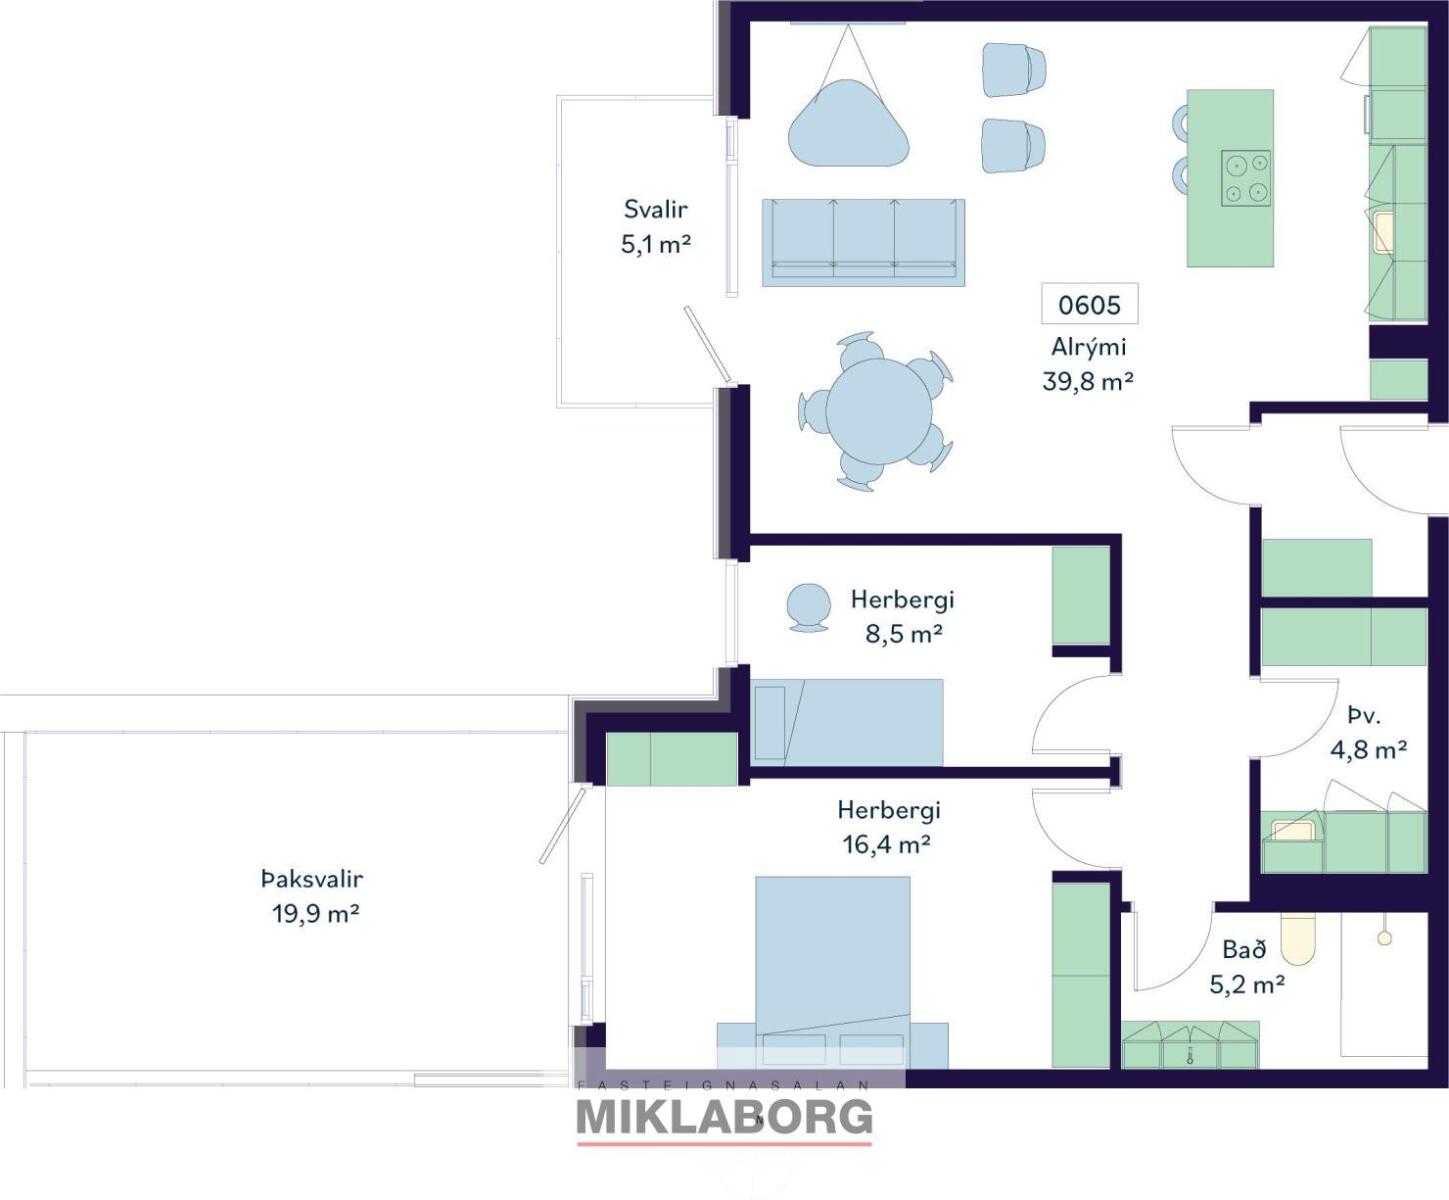 Svalir
5,1 m²
0605
Alrými
39,8 m²
Herbergi
8,5 m²
Þv.
4,8 m²
Herbergi
16,4 m²
Þaksvalir
19,9 m²
Bað
5,2 m²
FASTEIGNASALAN
MIKLABORG
N